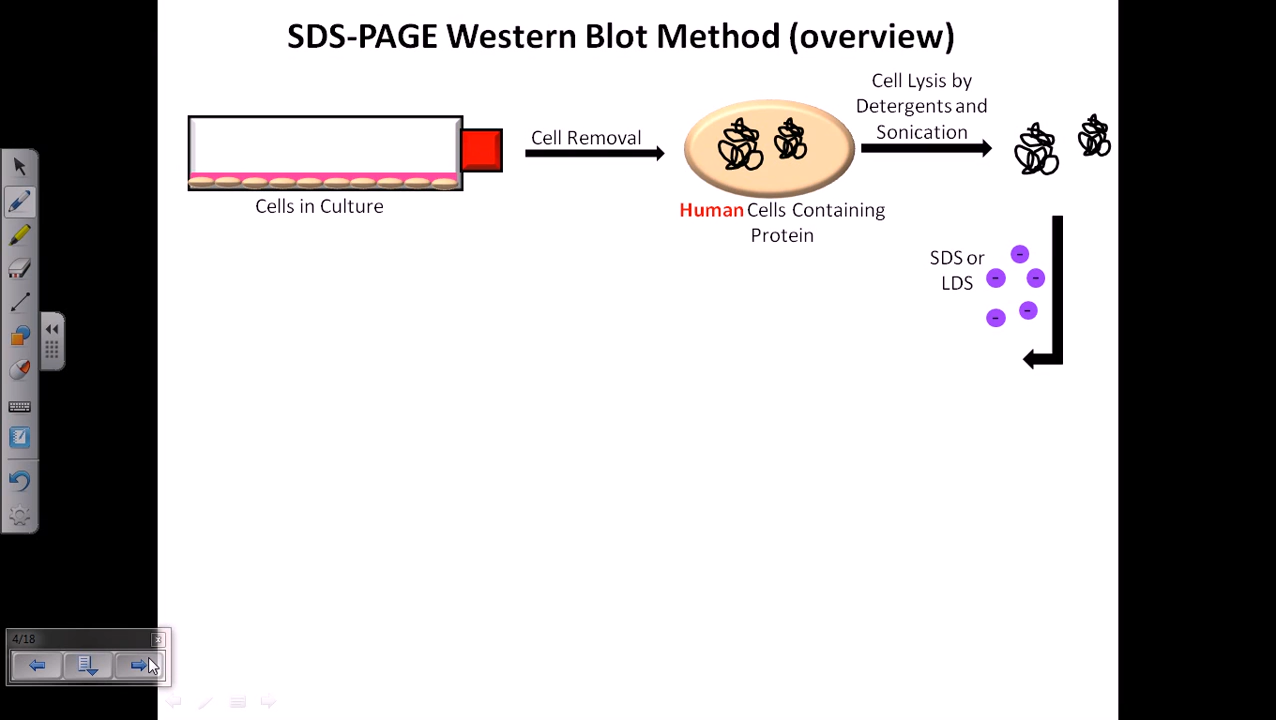 SDS-PAGE Western Blot Method (overview)
Cell Lysis by
Detergents and
Sonication
Cell Removal
Cells in Culture
Human Cells Containing
Protein
SDS or
LDS
-
-
-
-
-
4/18